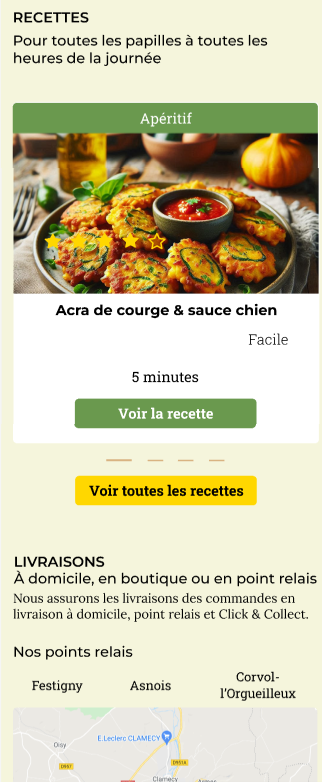 RECETTES
Pour toutes les papilles à toutes les
heures de la journée
Apéritif
Acra de courge & sauce chien
Facile
5 minutes
Voir la recette
Voir toutes les recettes
LIVRAISONS
À domicile, en boutique ou en point relais
Nous assurons les livraisons des commandes en
livraison à domicile, point relais et Click & Collect.
Nos points relais
Festigny
Asnois
Corvol-
l'Orgueilleux
Oisy
E.Leclerc CLAMECY
D957
D951A
Clamecy